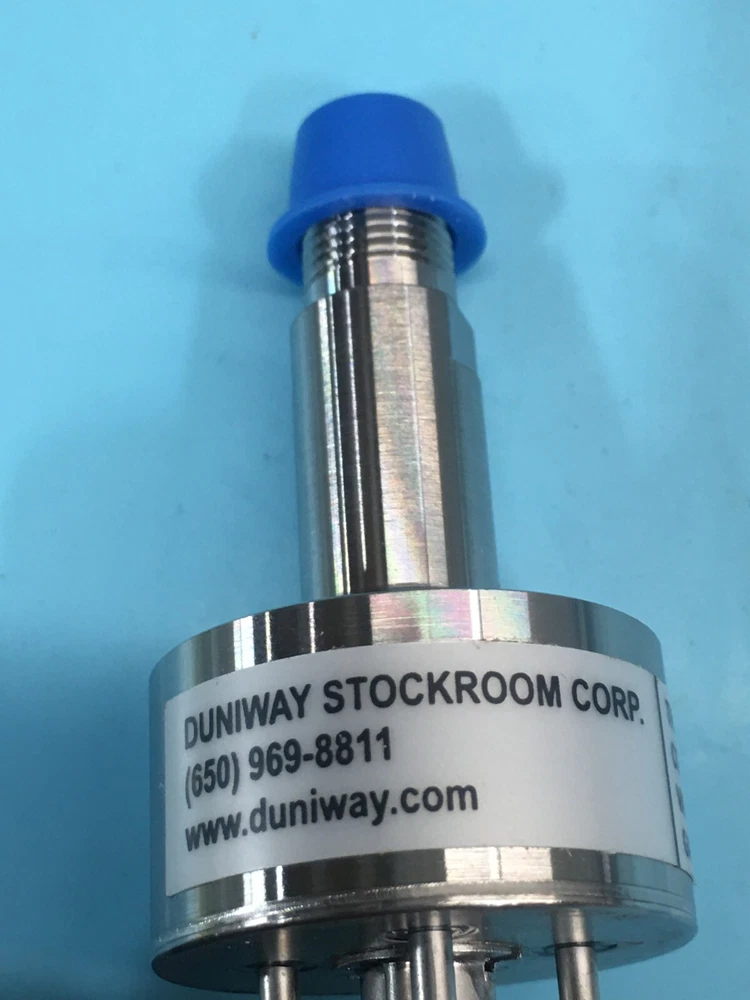 DUNIWAY STOCKROOM CORP.
(650) 969-8811
www.duniway.com